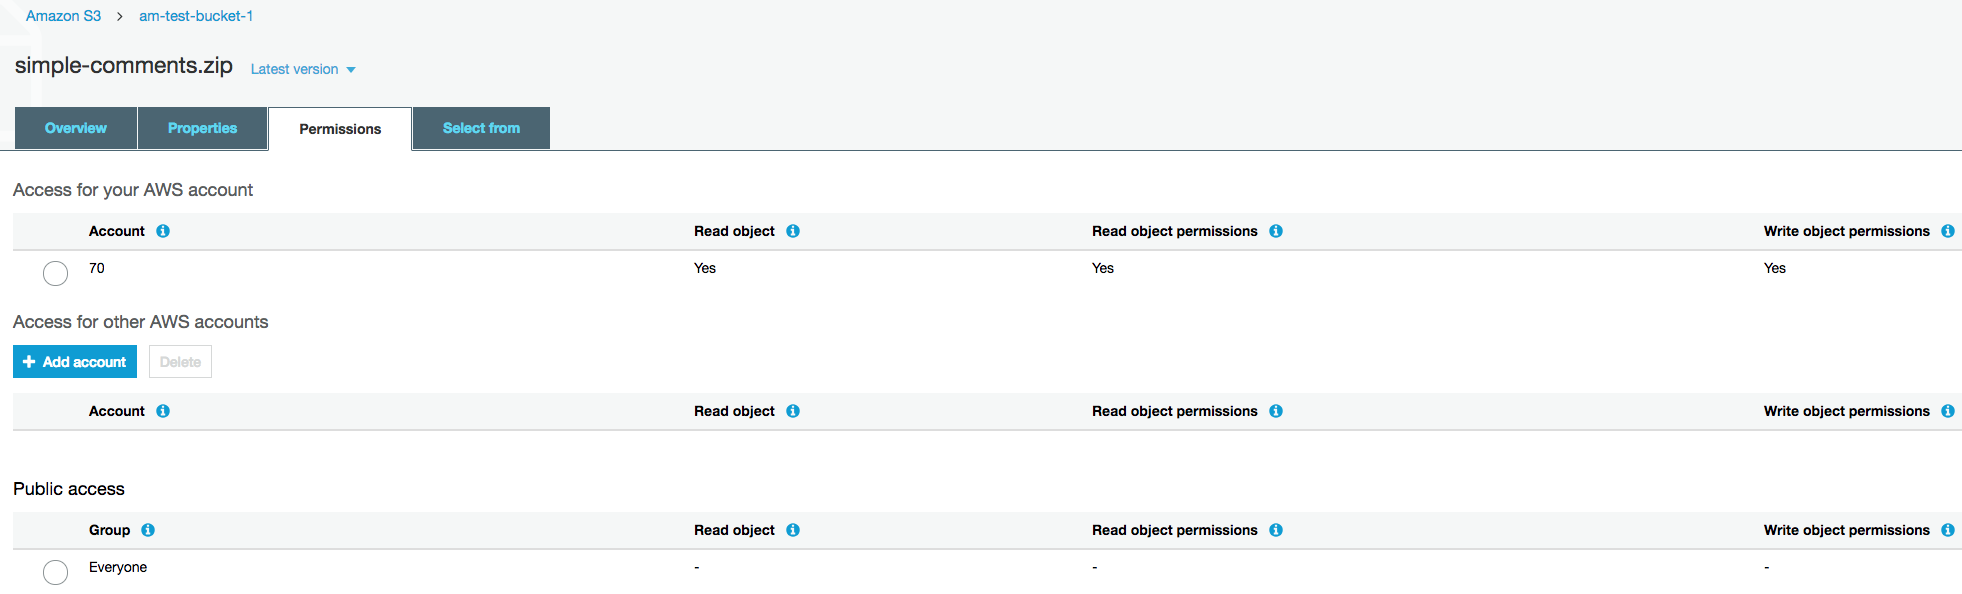 Amazon S3 > am-test-bucket-1
simple-comments.zip Latest version
Overview Properties Permissions Select from
Access for your AWS account
Account Read object Read object permissions Write object permissions
70 Yes Yes Yes
Access for other AWS accounts
+ Add account Delete
Account Read object Read object permissions Write object permissions
Public access
Group Read object Read object permissions Write object permissions
Everyone - - -